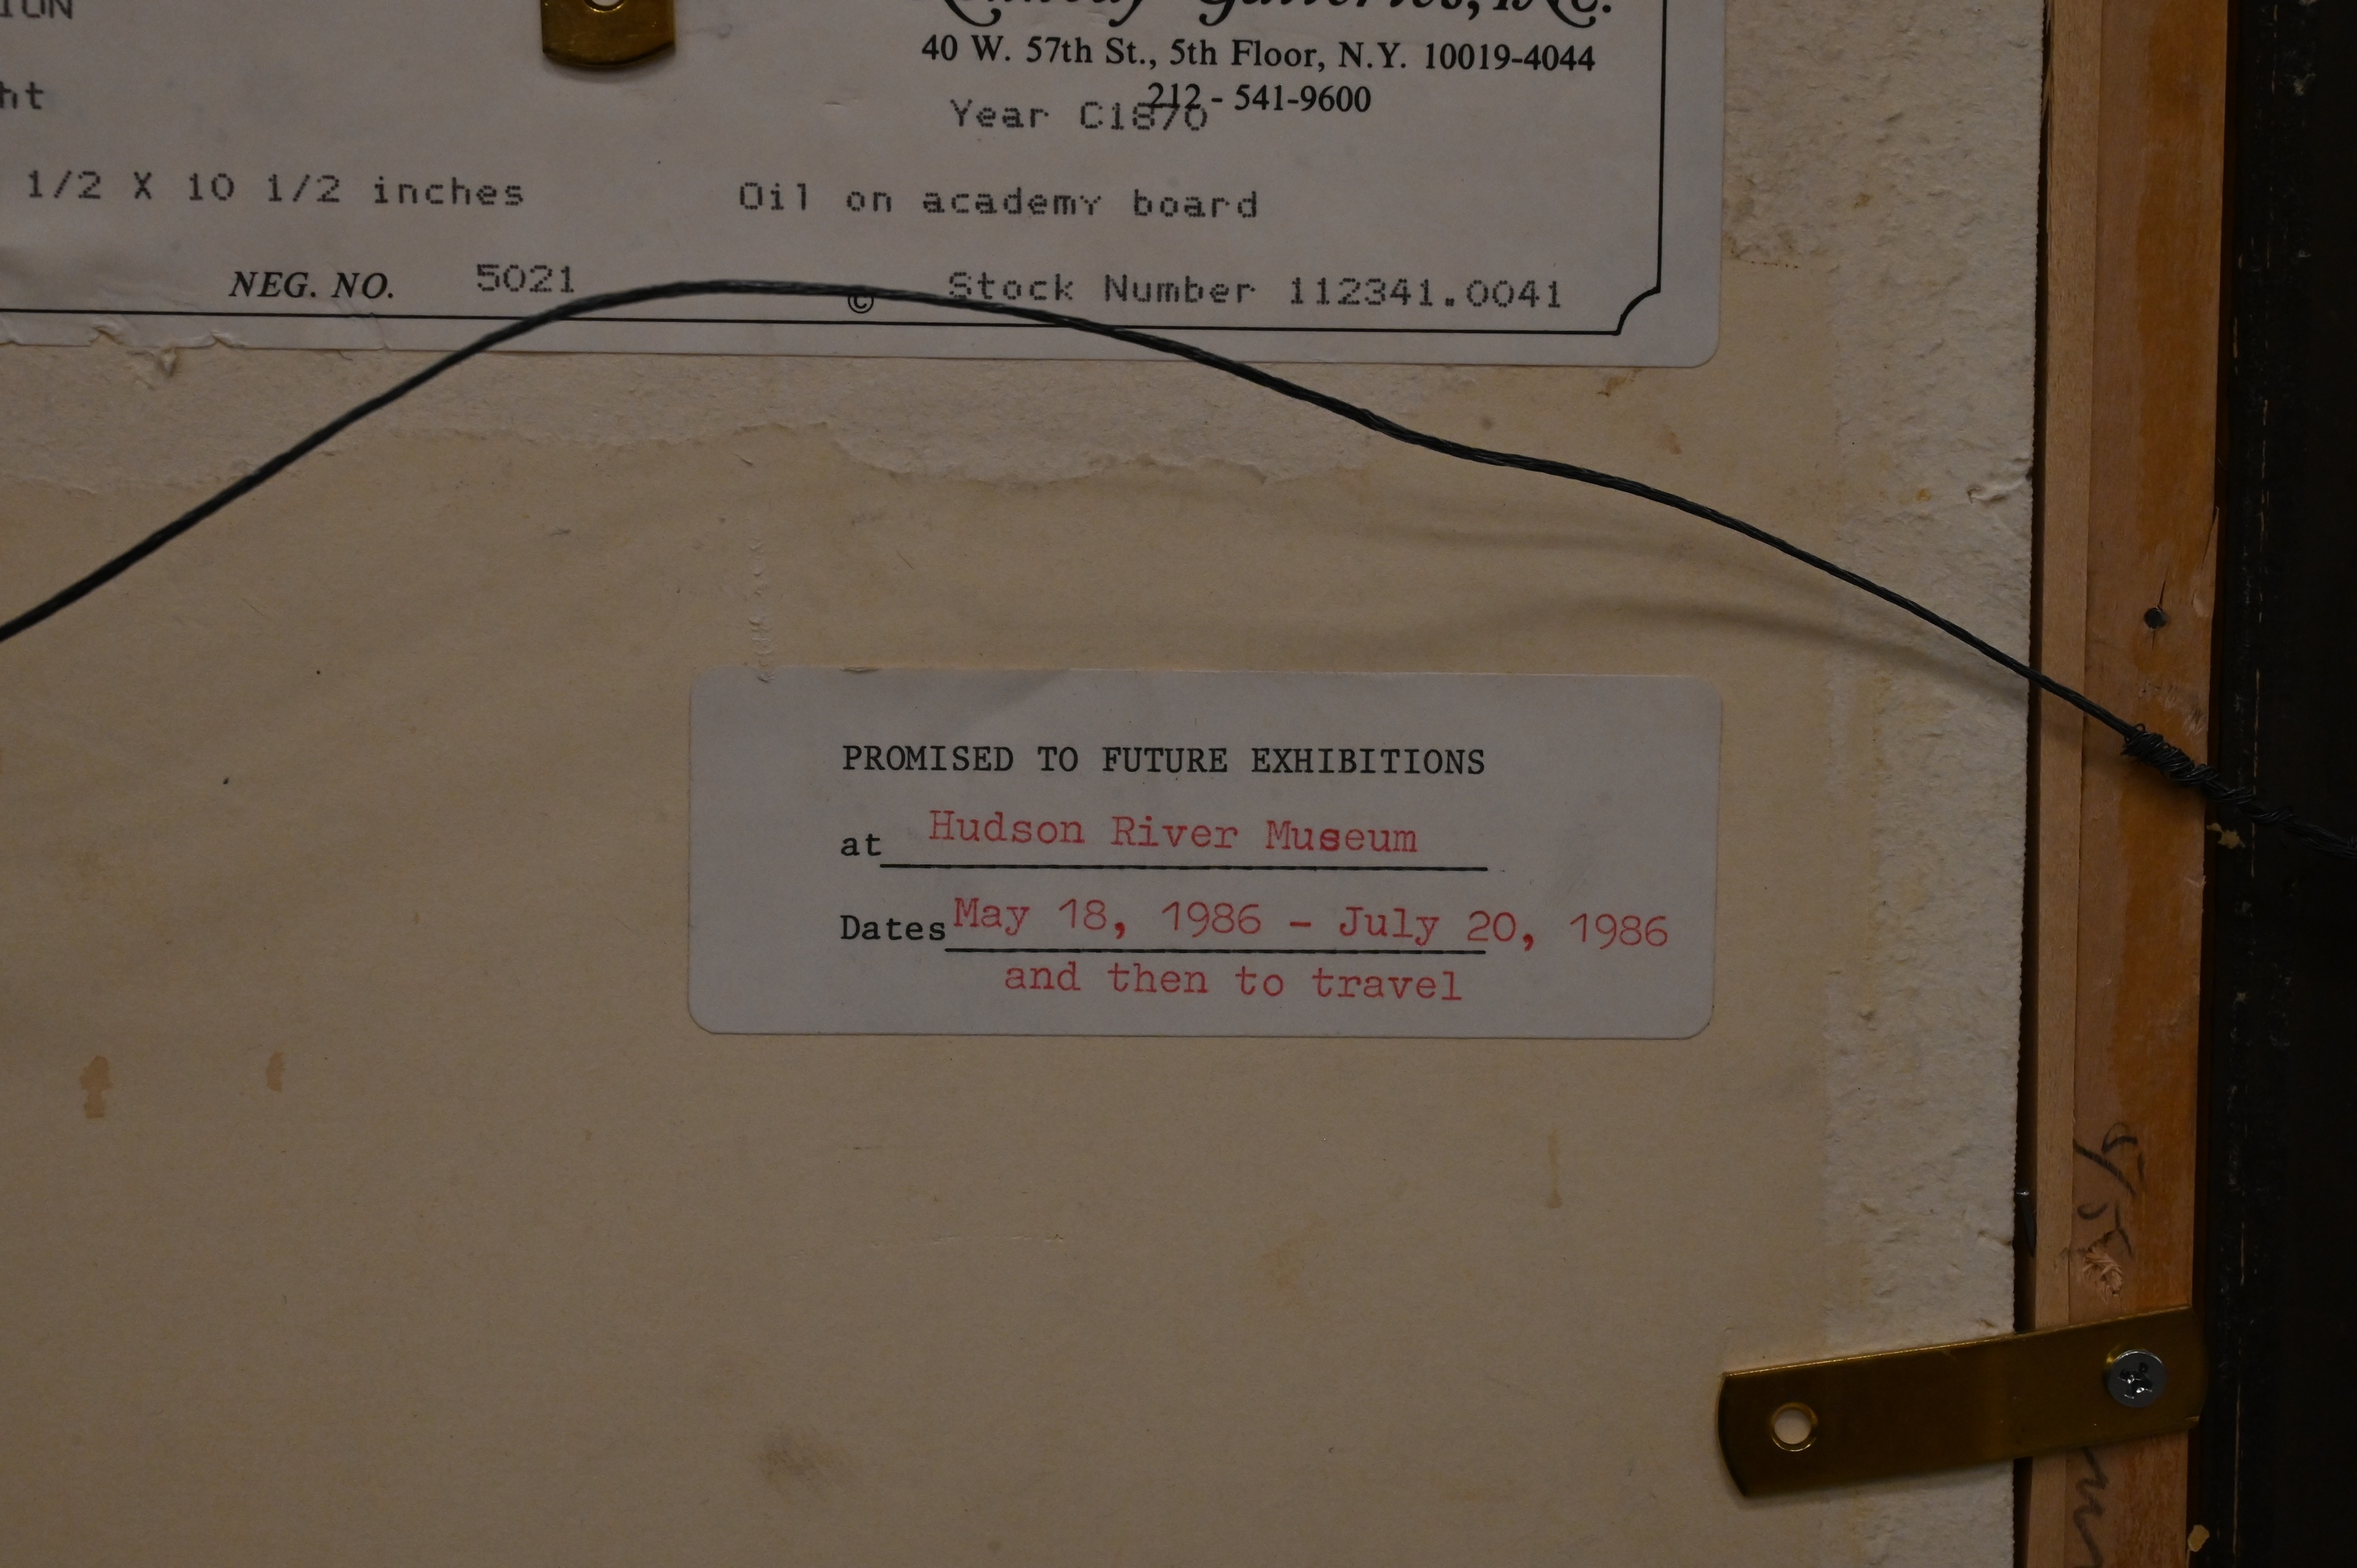 Galleries, Inc.
40 W. 57th St., 5th Floor, N.Y. 10019-4044
212 - 541-9600
Year C1870
1/2 X 10 1/2 inches
Oil on academy board
NEG. NO. 5021
© Stock Number 112341.0041
PROMISED TO FUTURE EXHIBITIONS
at Hudson River Museum
Dates May 18, 1986 - July 20, 1986
and then to travel